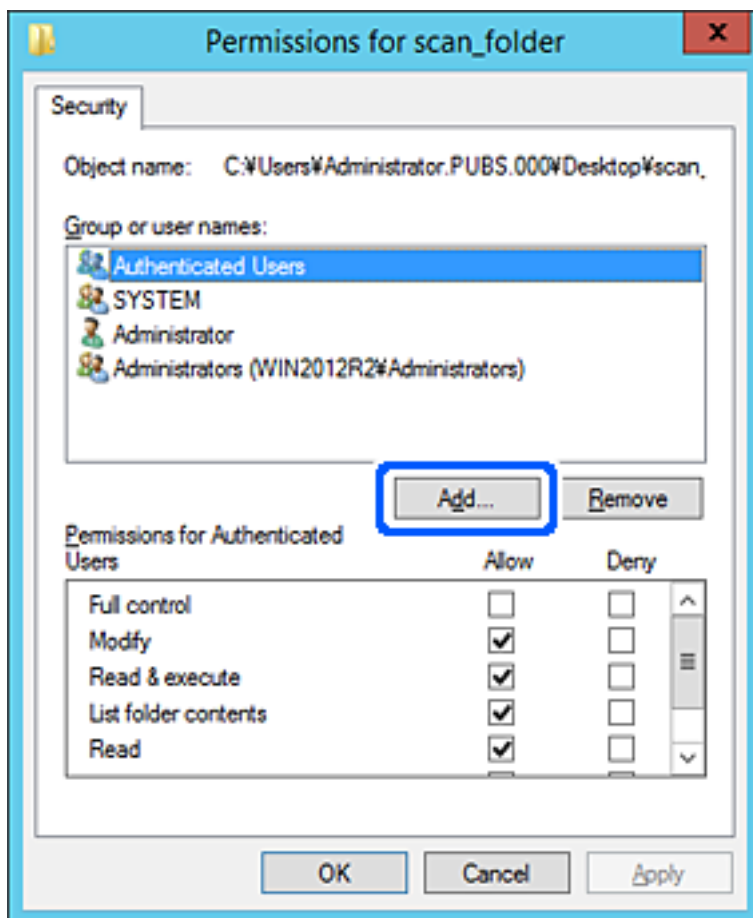 Permissions for scan_folder
Security
Object name: C:¥Users¥Administrator.PUBS.000¥Desktop¥scan_
Group or user names:
Authenticated Users
SYSTEM
Administrator
Administrators (WIN2012R2¥Administrators)
Add...
Remove
Permissions for Authenticated
Users
Allow
Deny
Full control
Modify
Read & execute
List folder contents
Read
OK
Cancel
Apply